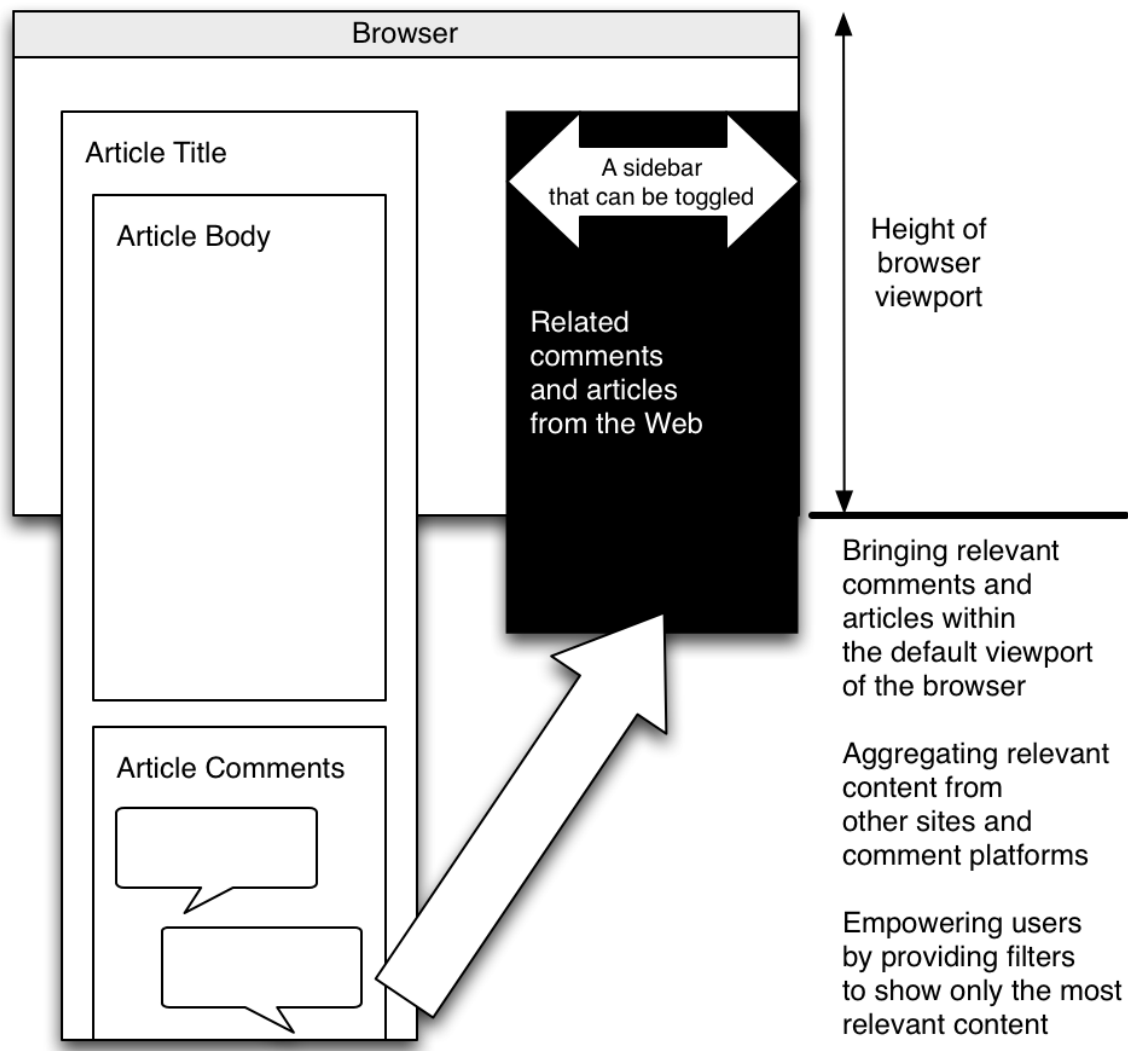 Browser
Article Title
Article Body
A sidebar
that can be toggled
Related
comments
and articles
from the Web
Height of
browser
viewport
Article Comments
Bringing relevant
comments and
articles within
the default viewport
of the browser
Aggregating relevant
content from
other sites and
comment platforms
Empowering users
by providing filters
to show only the most
relevant content